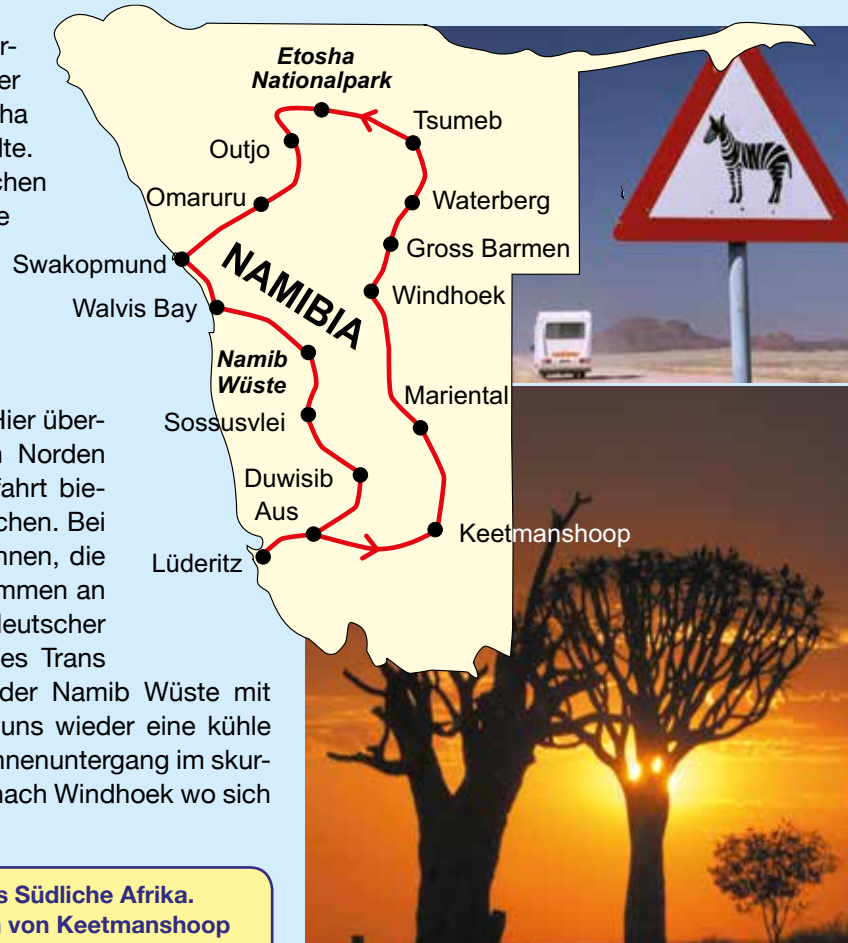 r-
er
ha
lte.
chen
e
Hier über-
n Norden
fahrt bie-
chen. Bei
nnen, die
mmen an
deutscher
es Trans
der Namib Wüste mit
uns wieder eine kühle
nnenuntergang im skur-
nach Windhoek wo sich
s Südliche Afrika.
n von Keetmanshoop
Etosha
Nationalpark
Tsumeb
Outjo
Omaruru
Waterberg
Gross Barmen
Swakopmund
NAMIBIA
Windhoek
Walvis Bay
Namib
Wüste
Mariental
Sossusvlei
Duwisib
Aus
Keetmanshoop
Lüderitz